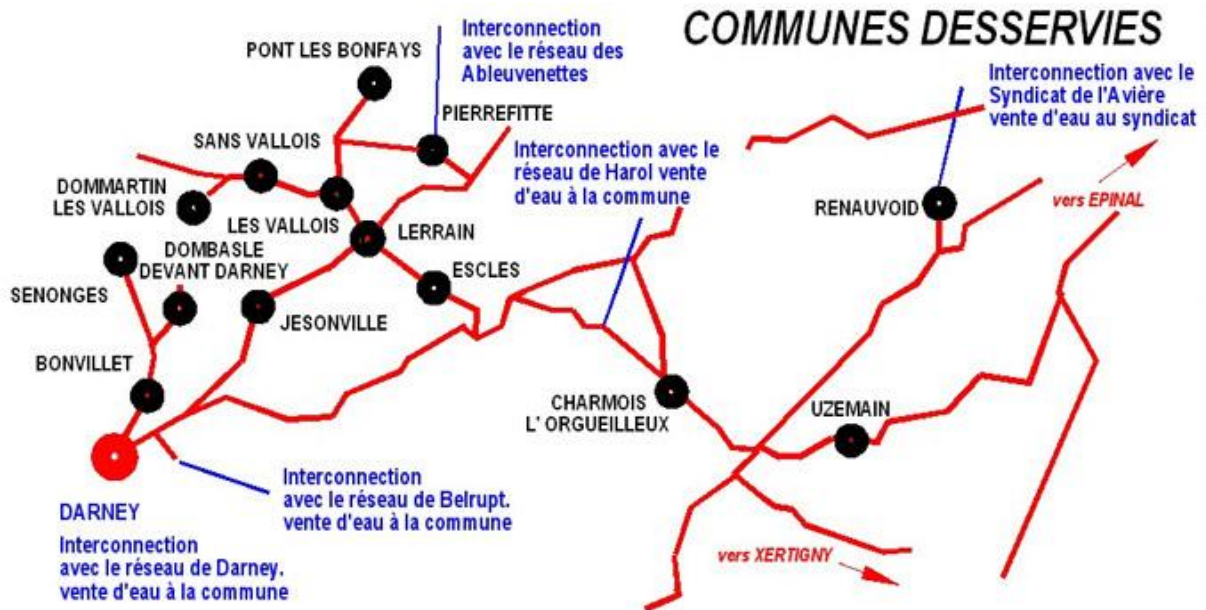 COMMUNES DESSERVIES
Interconnection
avec le réseau des
Ableuvenettes
PONT LES BONFAYS
PIERREFITTE
Interconnection avec le
Syndicat de l'Avière
vente d'eau au syndicat
SANS VALLOIS
Interconnection avec le
réseau de Harol vente
d'eau à la commune
DOMMARTIN
LES VALLOIS
vers EPINAL
RENAUVOID
LES VALLOIS
LERRAIN
DOMBASLE
DEVANT DARNEY
ESCLES
SENONGES
JESONVILLE
BONVILLET
CHARMOIS
L' ORGUEILLEUX
UZEMAIN
Interconnection
avec le réseau de Belrupt.
vente d'eau à la commune
DARNEY
Interconnection
avec le réseau de Darney.
vente d'eau à la commune
vers XERTIGNY